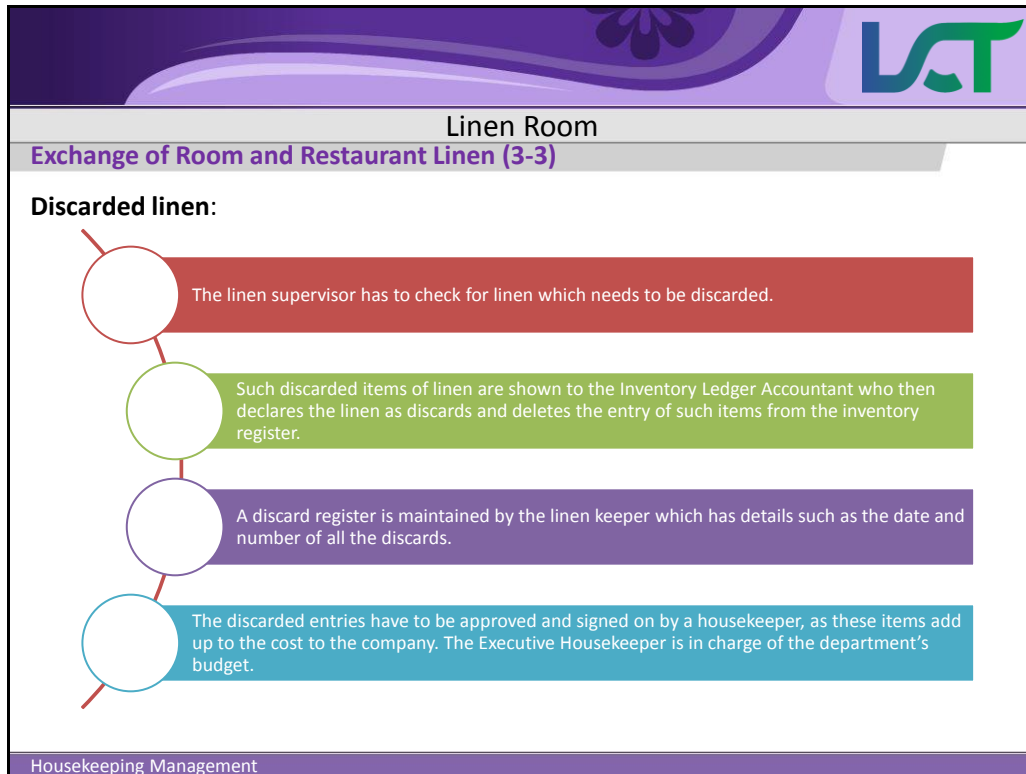 LCT
Linen Room
Exchange of Room and Restaurant Linen (3-3)
Discarded linen:
The linen supervisor has to check for linen which needs to be discarded.
Such discarded items of linen are shown to the Inventory Ledger Accountant who then
declares the linen as discards and deletes the entry of such items from the inventory
register.
A discard register is maintained by the linen keeper which has details such as the date and
number of all the discards.
The discarded entries have to be approved and signed on by a housekeeper, as these items add
up to the cost to the company. The Executive Housekeeper is in charge of the department’s
budget.
Housekeeping Management